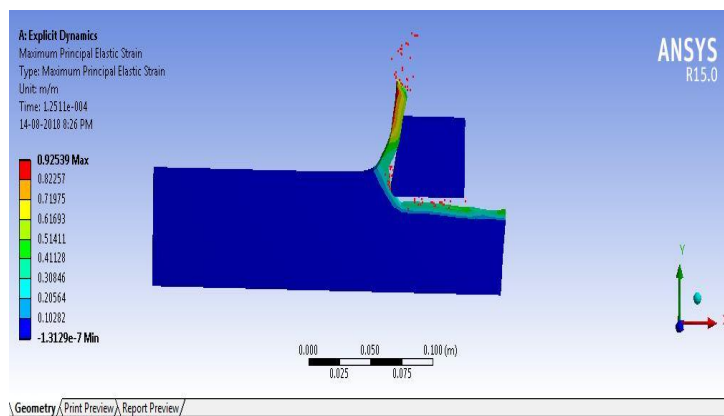 A: Explicit Dynamics
Maximum Principal Elastic Strain
Type: Maximum Principal Elastic Strain
Unit: m/m
Time: 1.2511e-004
14-08-2018 8:26 PM
ANSYS
R15.0
0.92539 Max
0.82257
0.71975
0.61693
0.51411
0.41128
0.30846
0.20564
0.10282
-1.3129e-7 Min
Y
0.000 0.050 0.100 (m)
0.025 0.075
Geometry Print Preview Report Preview